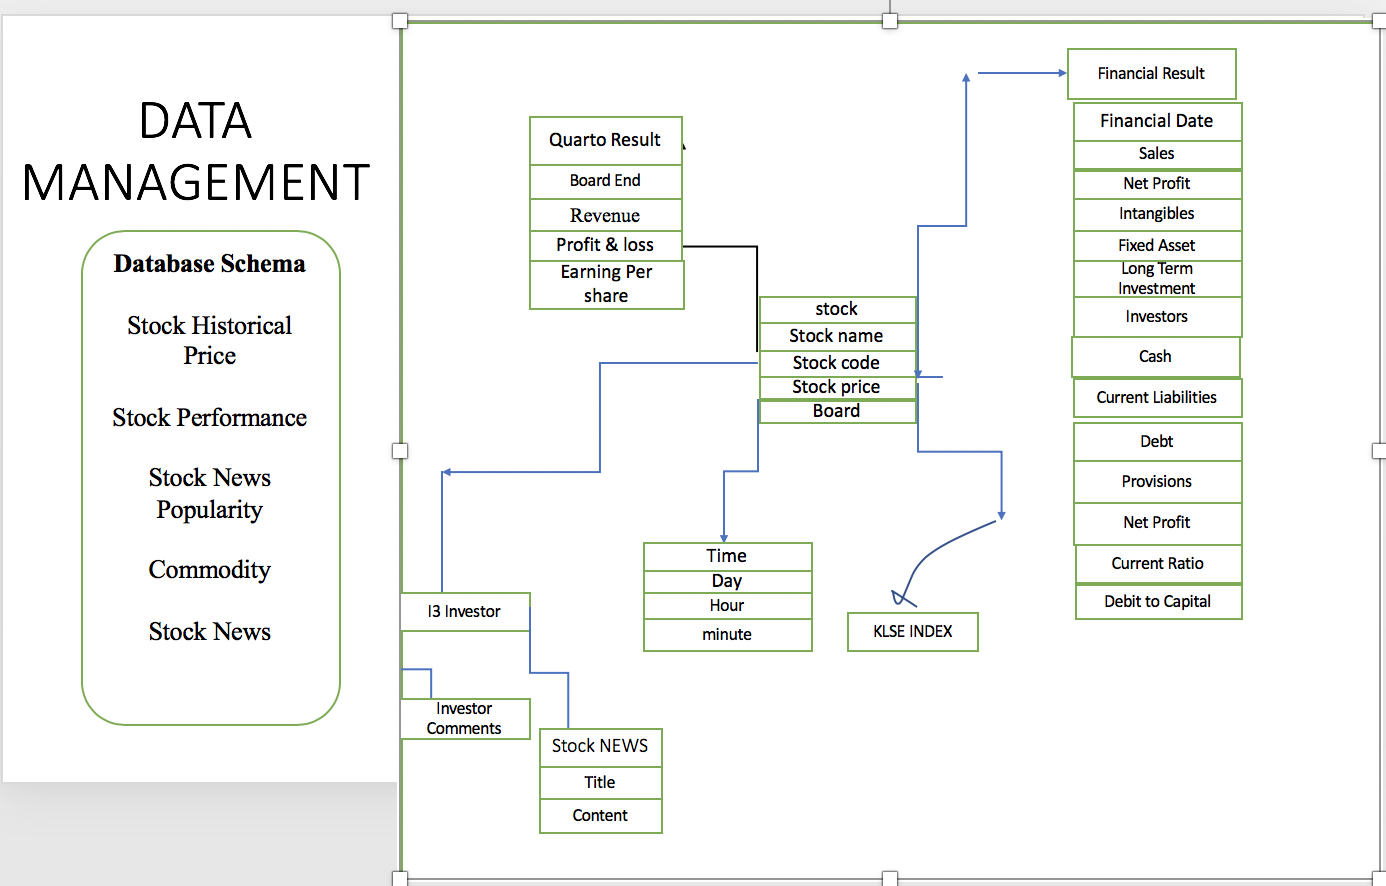 DATA
MANAGEMENT
Database Schema
Stock Historical
Price
Stock Performance
Stock News
Popularity
Commodity
Stock News
Quarto Result
Board End
Revenue
Profit & loss
Earning Per
share
stock
Stock name
Stock code
Stock price
Board
Financial Result
Financial Date
Sales
Net Profit
Intangibles
Fixed Asset
Long Term
Investment
Investors
Cash
Current Liabilities
Debt
Provisions
Net Profit
Current Ratio
Debit to Capital
I3 Investor
Investor
Comments
Stock NEWS
Title
Content
Time
Day
Hour
minute
KLSE INDEX